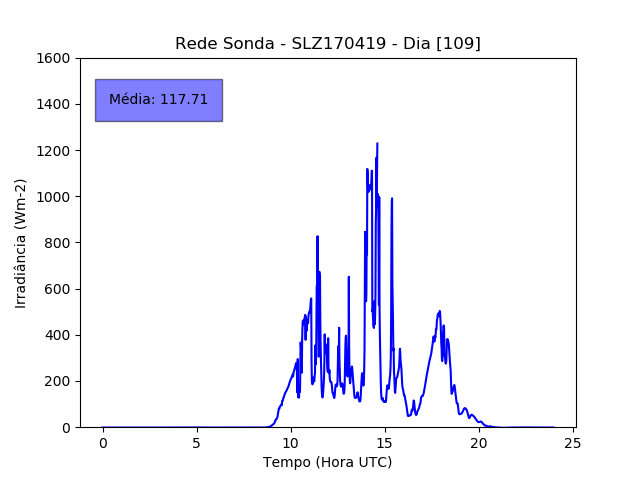 Rede Sonda - SLZ170419 - Dia [109]
1600
1400
1200
1000
800
600
400
200
0
Média: 117.71
Irradiância (Wm-2)
0 5 10 15 20 25
Tempo (Hora UTC)